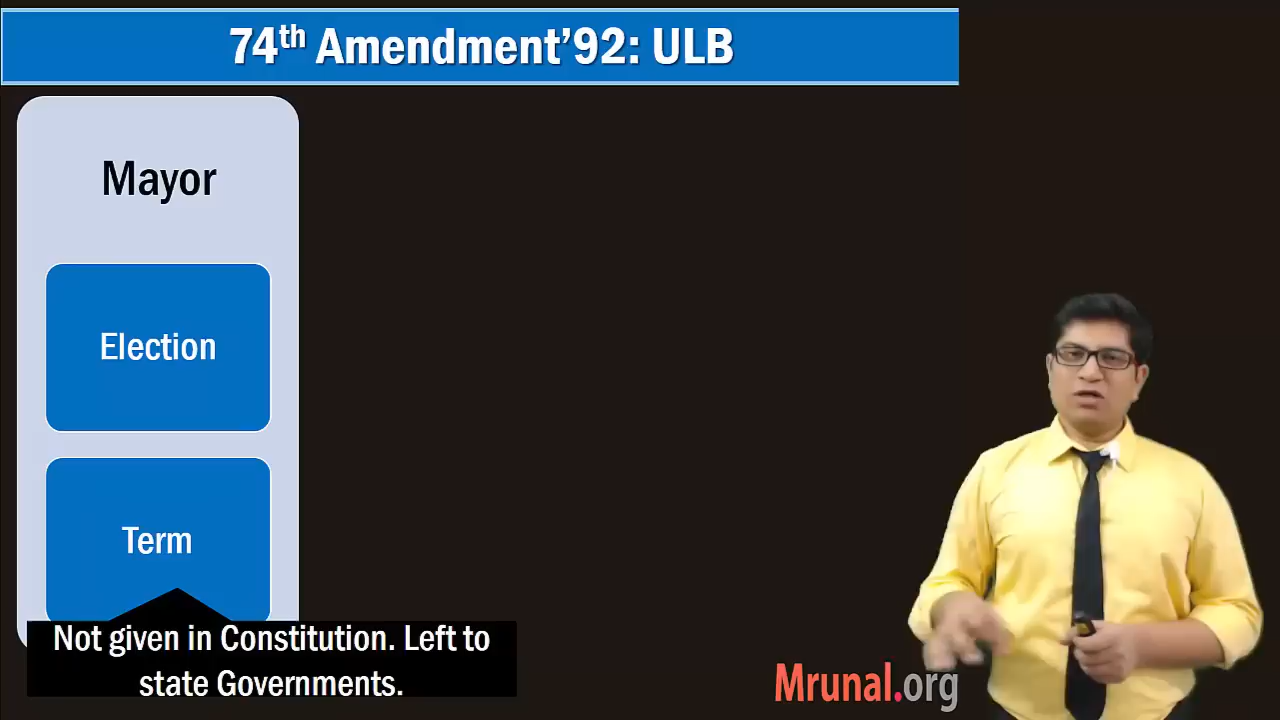 74th Amendment’92: ULB
Mayor
Election
Term
Not given in Constitution. Left to
state Governments.
Mrunal.org